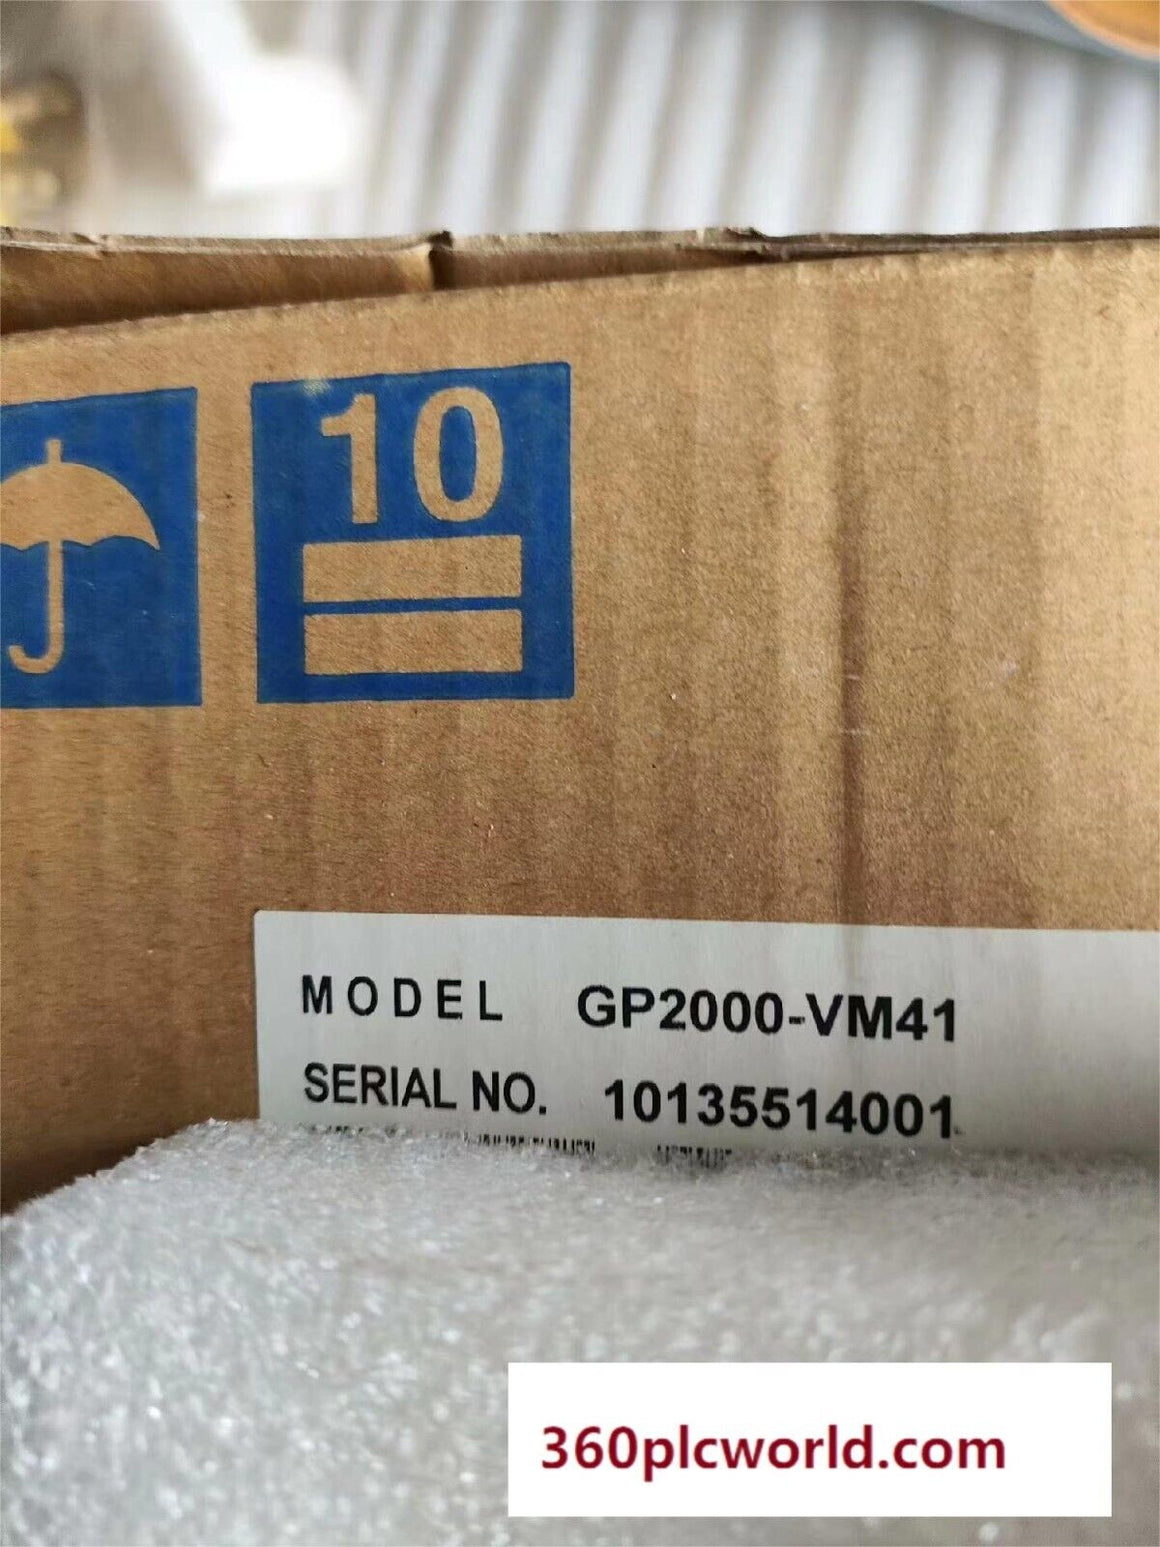 10
MODEL GP2000-VM41
SERIAL NO. 10135514001
360plcworld.com